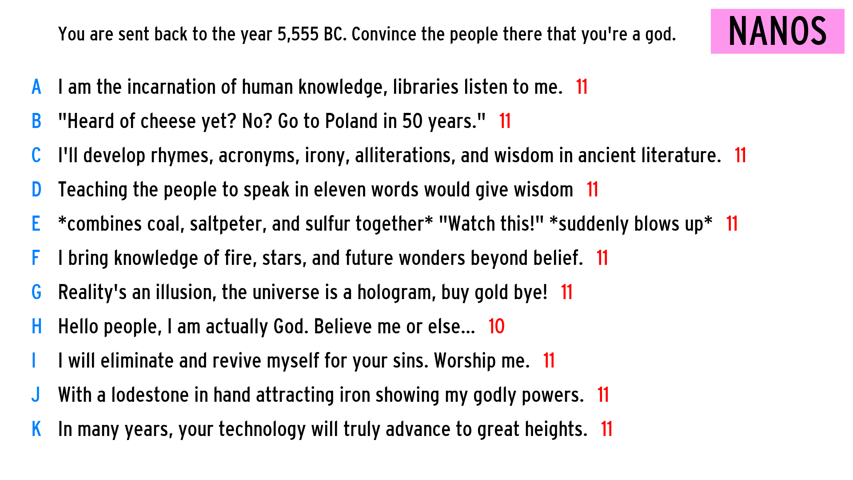 You are sent back to the year 5,555 BC. Convince the people there that you're a god. NANOS
A I am the incarnation of human knowledge, libraries listen to me. 11
B "Heard of cheese yet? No? Go to Poland in 50 years." 11
C I'll develop rhymes, acronyms, irony, alliterations, and wisdom in ancient literature. 11
D Teaching the people to speak in eleven words would give wisdom 11
E *combines coal, saltpeter, and sulfur together* "Watch this!" *suddenly blows up* 11
F I bring knowledge of fire, stars, and future wonders beyond belief. 11
G Reality's an illusion, the universe is a hologram, buy gold bye! 11
H Hello people, I am actually God. Believe me or else... 10
I I will eliminate and revive myself for your sins. Worship me. 11
J With a lodestone in hand attracting iron showing my godly powers. 11
K In many years, your technology will truly advance to great heights. 11